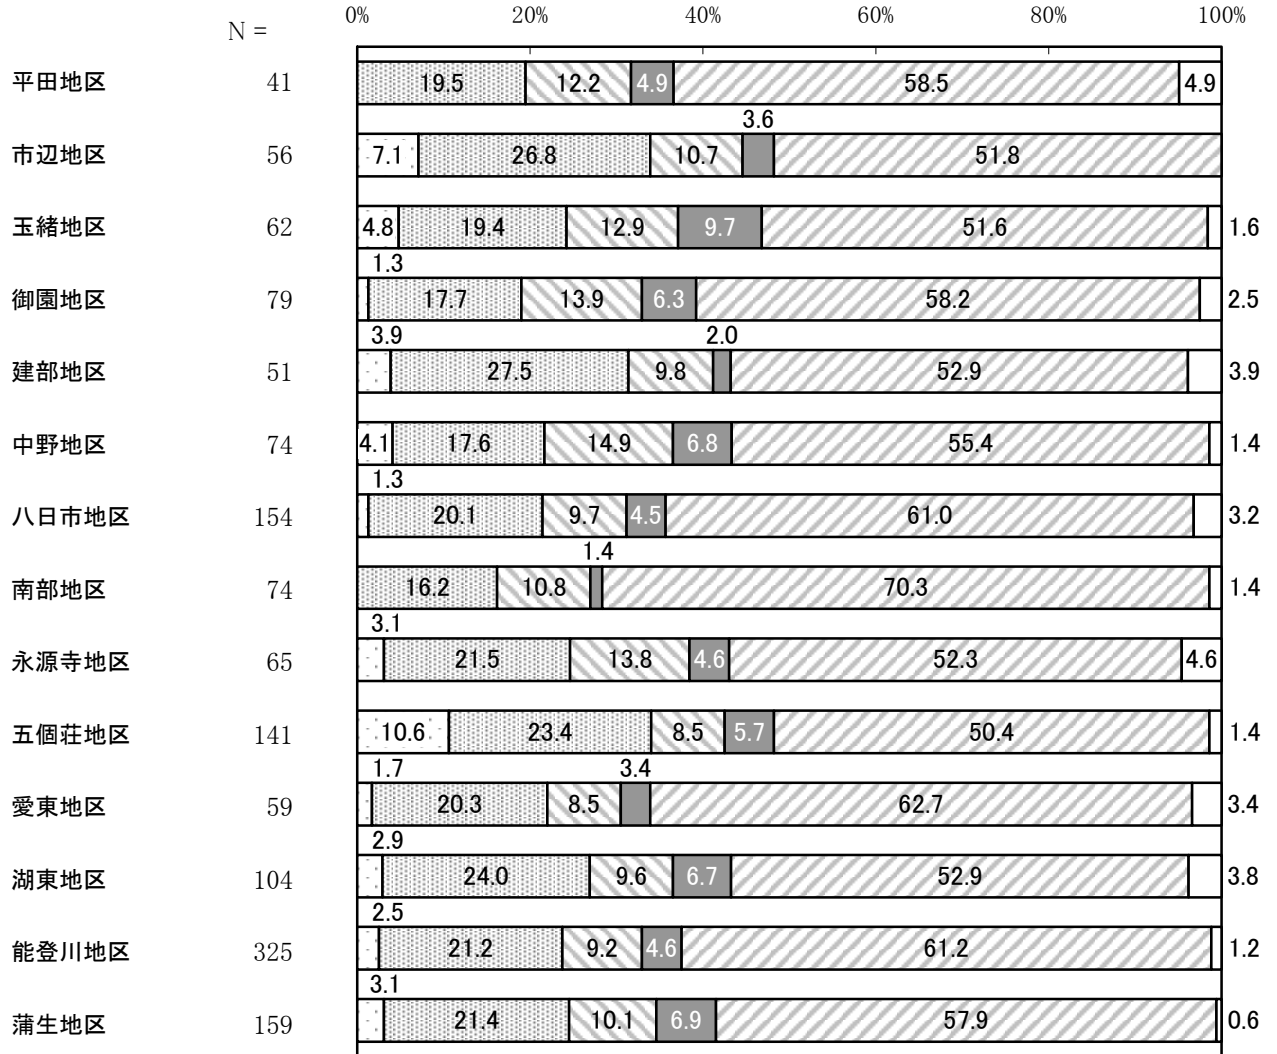 0% 20% 40% 60% 80% 100%
N =
平田地区 41 19.5 12.2 4.9 58.5 4.9
3.6
市辺地区 56 7.1 26.8 10.7 51.8
玉緒地区 62 4.8 19.4 12.9 9.7 51.6 1.6
1.3
御園地区 79 17.7 13.9 6.3 58.2 2.5
3.9 2.0
建部地区 51 27.5 9.8 52.9 3.9
中野地区 74 4.1 17.6 14.9 6.8 55.4 1.4
1.3
八日市地区 154 20.1 9.7 4.5 61.0 3.2
1.4
南部地区 74 16.2 10.8 70.3 1.4
3.1
永源寺地区 65 21.5 13.8 4.6 52.3 4.6
五個荘地区 141 10.6 23.4 8.5 5.7 50.4 1.4
1.7 3.4
愛東地区 59 20.3 8.5 62.7 3.4
2.9
湖東地区 104 24.0 9.6 6.7 52.9 3.8
2.5
能登川地区 325 21.2 9.2 4.6 61.2 1.2
3.1
蒲生地区 159 21.4 10.1 6.9 57.9 0.6